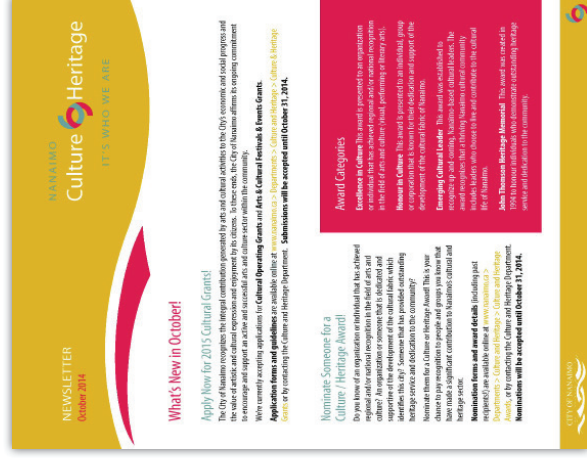 NEWSLETTER
October 2014
NANAIMO
Culture Heritage
IT'S WHO WE ARE
What's New in October!
Apply Now for 2015 Cultural Grants!
The City of Nanaimo recognizes the integral contribution generated by arts and cultural activities to the City's economic and social progress and
the value of artistic and cultural expression and enjoyment by its citizens. To these ends, the City of Nanaimo affirms its ongoing commitment
to encourage and support an active and successful arts and culture sector within the community.
We're currently accepting applications for Cultural Operating Grants and Arts & Cultural Festivals & Events Grants.
Application forms and guidelines are available online at www.nanaimo.ca > Departments > Culture & Heritage > Culture & Heritage
Grants or by contacting the Culture and Heritage Department. Submissions will be accepted until October 31, 2014.
Nominate Someone for a
Culture / Heritage Award!
Do you know of an organization or individual that has achieved
regional and/or national recognition in the field of arts and
culture? An organization or someone that is dedicated and
supportive of the development of the cultural fabric which
identifies this city? Someone that has provided outstanding
heritage service and dedication to the community?
Nominate them for a Culture or Heritage Award! This is your
chance to pay recognition to people and groups you know that
have made a significant contribution to Nanaimo's cultural and
heritage sector.
Nomination forms and award details (including past
recipients!) are available online at www.nanaimo.ca >
Departments > Culture and Heritage > Culture and Heritage
Awards, or by contacting the Culture and Heritage Department.
Nominations will be accepted until October 31, 2014.
Award Categories
Excellence in Culture This award is presented to an organization
or individual that has achieved regional and/or national recognition
in the field of arts and culture (visual, performing or literary arts).
Honour in Culture This award is presented to an individual, group
or corporation that is known for their dedication and support of the
development of the cultural fabric of Nanaimo.
Emerging Cultural Leader This award was established to
recognize up-and-coming, Nanaimo-based cultural leaders. The
award recognizes that a thriving Nanaimo cultural community
includes leaders who choose to live and contribute to the cultural
life of Nanaimo.
John Thomson Heritage Memorial This award was created in
1994 to honour individuals who demonstrate outstanding heritage
service and dedication to the community.
CITY OF NANAIMO